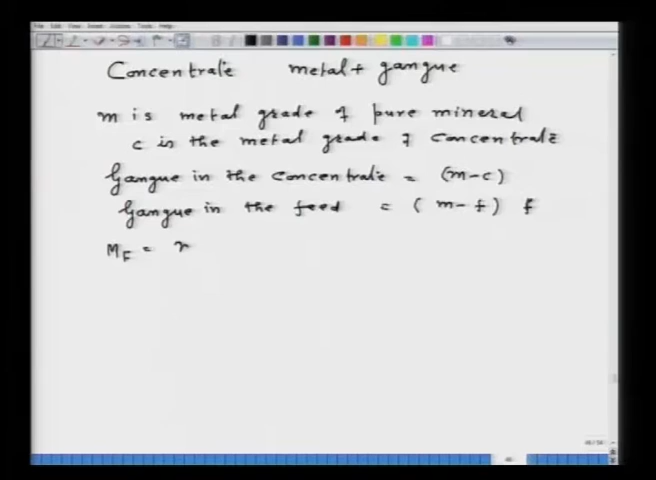 Concentrate metal + gangue
m is metal grade of pure mineral
c is the metal grade of concentrate
Gangue in the concentrate = (m-c)
Gangue in the feed = (m-f) f
M_F =